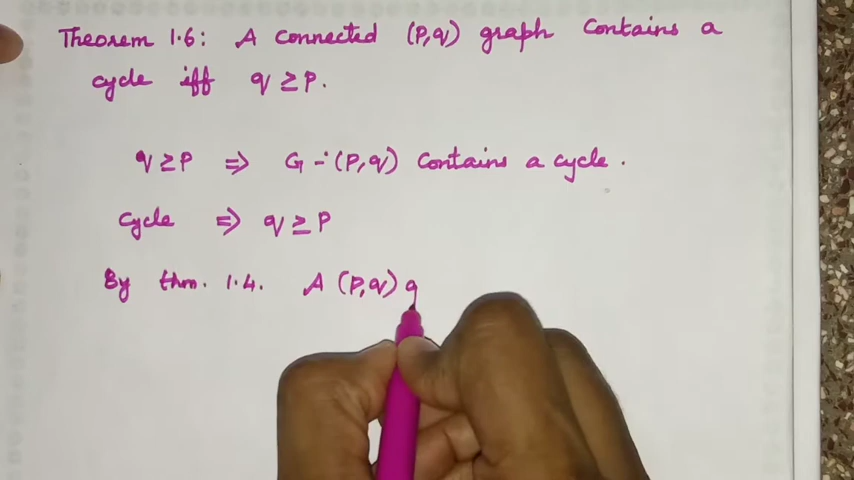 Theorem 1.6: A connected (p,q) graph contains a
cycle iff q ≥ p.
q ≥ p ⇒ G - (p,q) contains a cycle.
Cycle ⇒ q ≥ p
By thm. 1.4. A (p,q) g